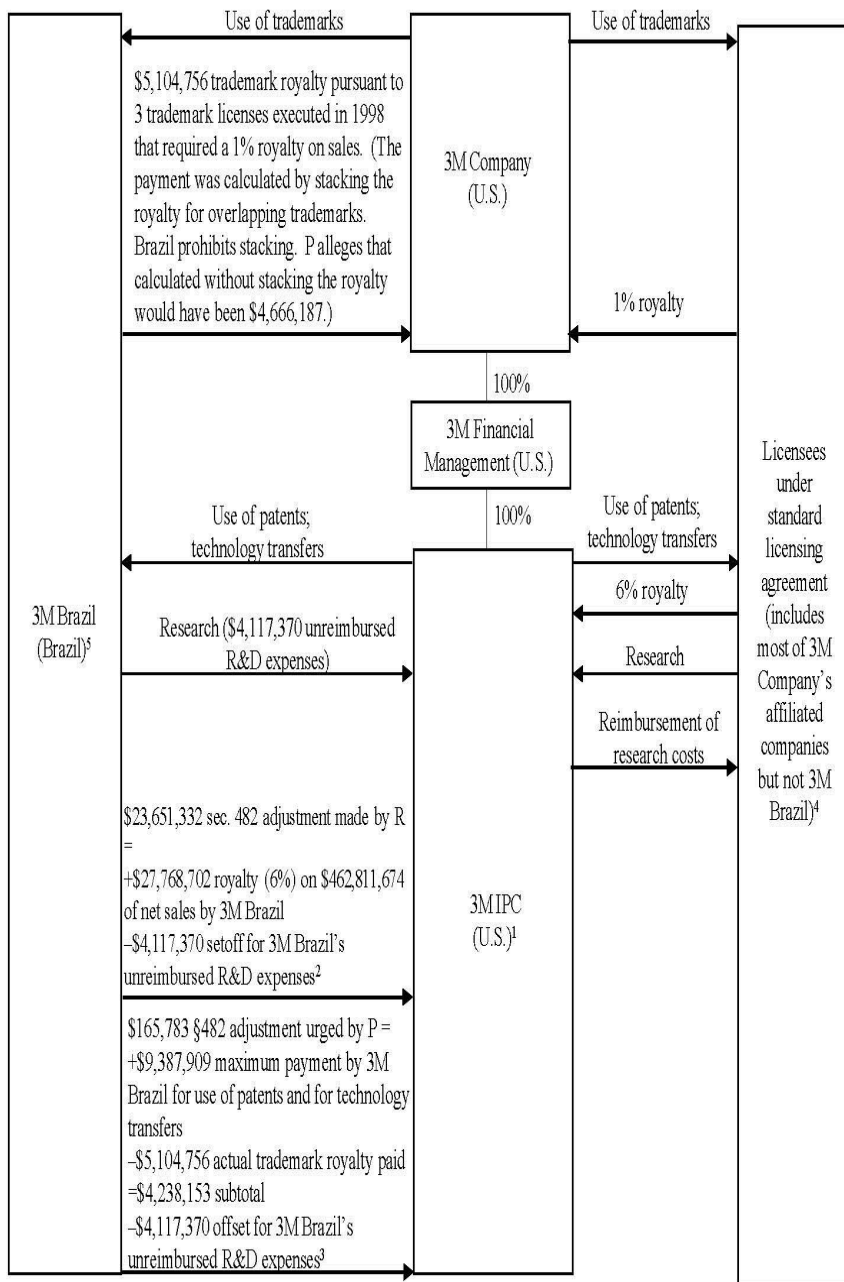 Use of trademarks
Use of trademarks
$5,104,756 trademark royalty pursuant to
3 trademark licenses executed in 1998
that required a 1% royalty on sales. (The
payment was calculated by stacking the
royalty for overlapping trademarks.
Brazil prohibits stacking. P alleges that
calculated without stacking the royalty
would have been $4,666,187.)
3M Company
(U.S.)
1% royalty
100%
3M Financial
Management (U.S.)
100%
Use of patents;
technology transfers
Use of patents;
technology transfers
6% royalty
3M Brazil
(Brazil)⁵
Research ($4,117,370 unreimbursed
R&D expenses)
Research
Reimbursement of
research costs
Licensees
under
standard
licensing
agreement
(includes
most of 3M
Company's
affiliated
companies
but not 3M
Brazil)⁴
$23,651,332 sec. 482 adjustment made by R
=
+$27,768,702 royalty (6%) on $462,811,674
of net sales by 3M Brazil
–$4,117,370 setoff for 3M Brazil's
unreimbursed R&D expenses²
3M IPC
(U.S.)¹
$165,783 §482 adjustment urged by P =
+$9,387,909 maximum payment by 3M
Brazil for use of patents and for technology
transfers
–$5,104,756 actual trademark royalty paid
=$4,238,153 subtotal
–$4,117,370 offset for 3M Brazil's
unreimbursed R&D expenses³